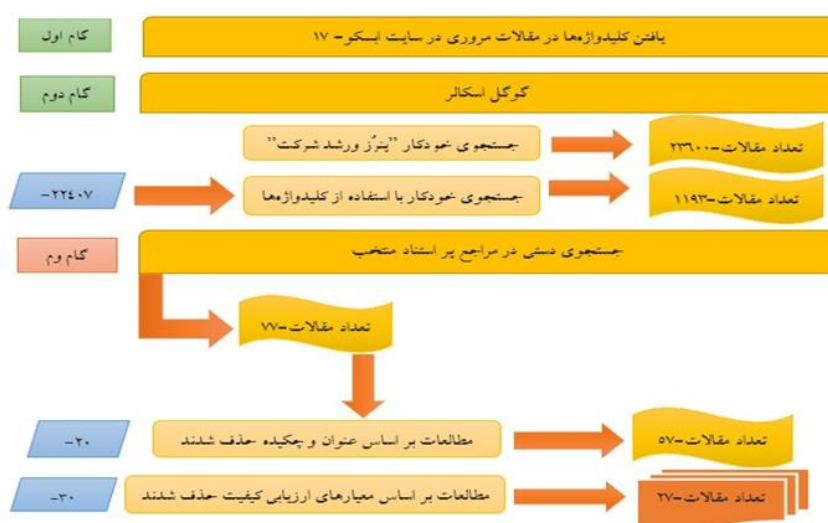 گام اول
یافتن کلیدواژه‌ها در مقالات مروری در سایت ابسکو- ۱۷
گام دوم
گوگل اسکالر
جستجوی خودکار "پنرُز ورشد شرکت"
تعداد مقالات-۲۳۶۰۰
-۲۲۴۰۷
جستجوی خودکار با استفاده از کلیدواژه‌ها
تعداد مقالات-۱۱۹۳
گام وم
جستجوی دستی در مراجع پر استناد منتخب
تعداد مقالات-۷۷
-۲۰
مطالعات بر اساس عنوان و چکیده حذف شدند
تعداد مقالات-۵۷
-۳۰
مطالعات بر اساس معیارهای ارزیابی کیفیت حذف شدند
تعداد مقالات-۲۷